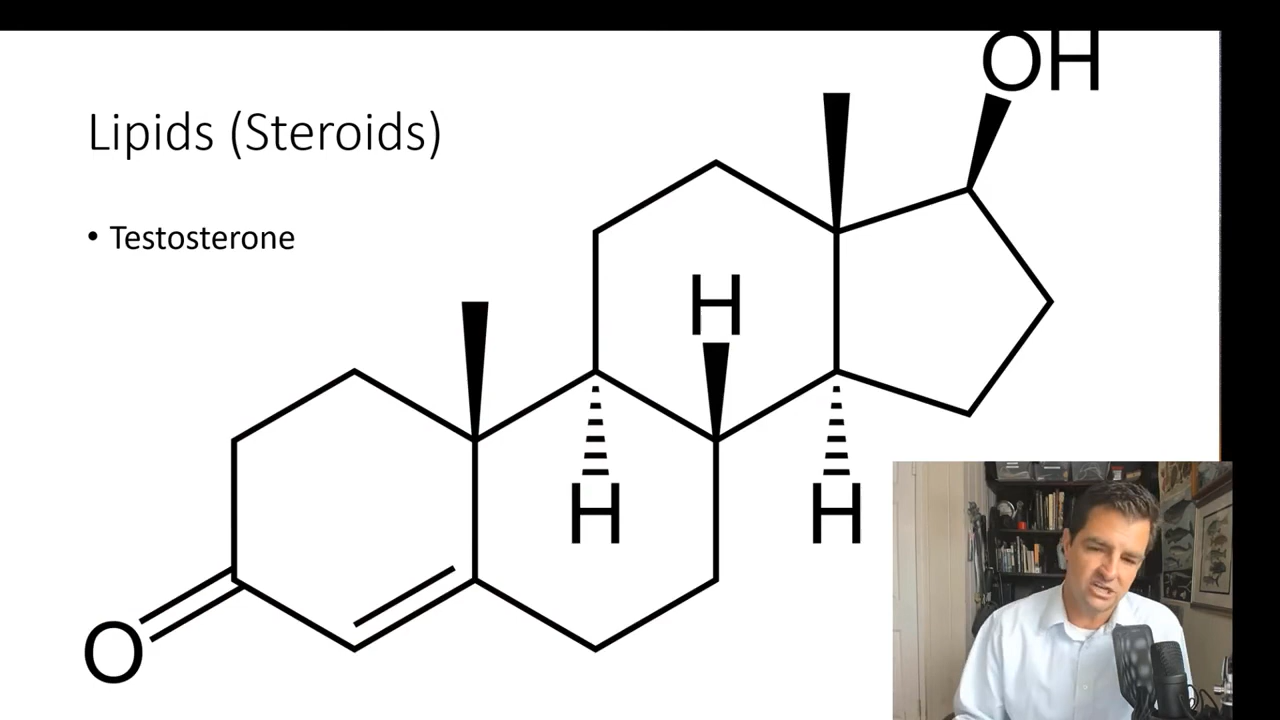 OH
Lipids (Steroids)
• Testosterone
H
H
H
O